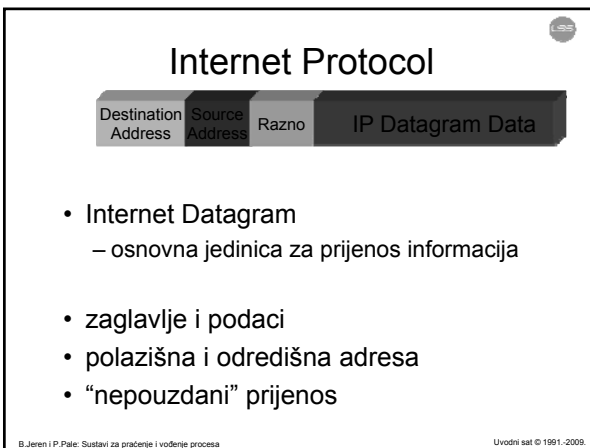 LSS
Internet Protocol
Destination Address
Source Address
Razno
IP Datagram Data
• Internet Datagram
– osnovna jedinica za prijenos informacija
• zaglavlje i podaci
• polazišna i odredišna adresa
• “nepouzdani” prijenos
B.Jeren i P.Pale: Sustavi za praćenje i vođenje procesa
Uvodni sat © 1991.-2009.